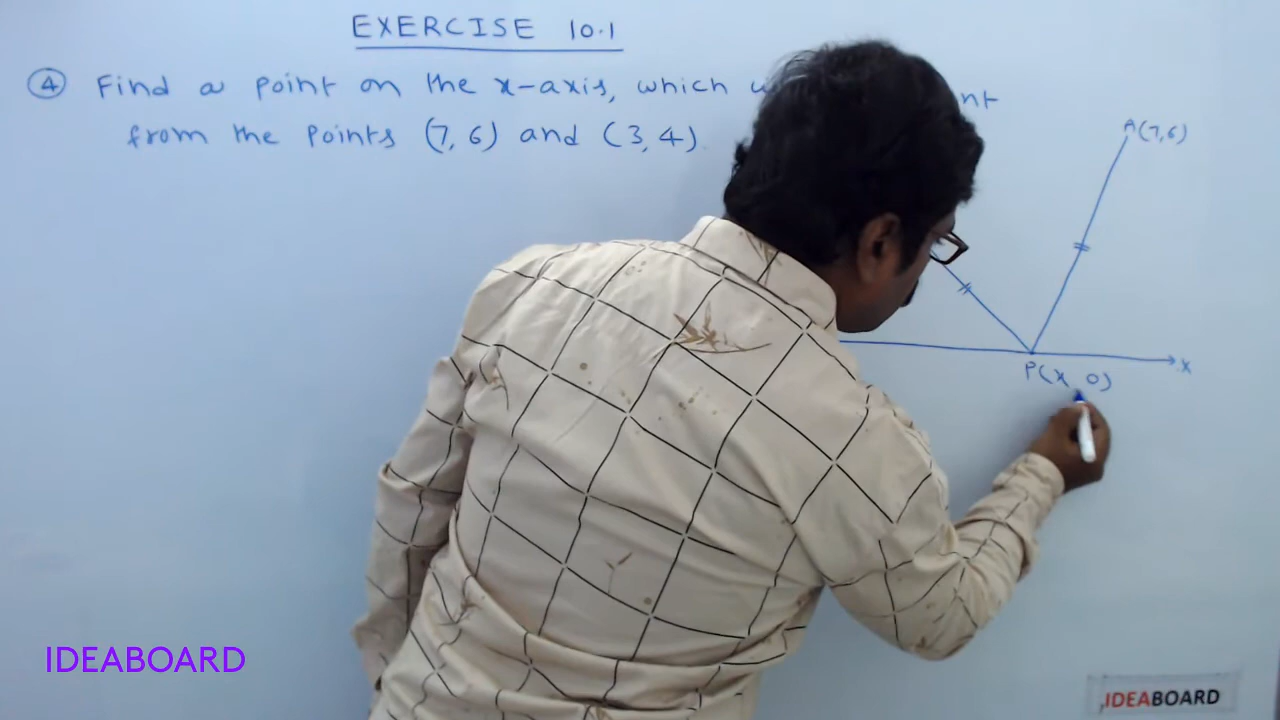 EXERCISE 10.1
④ Find a point on the x-axis, which
from the points (7, 6) and (3, 4).
A(7,6)
x
P(x 0)
IDEABOARD
IDEABOARD